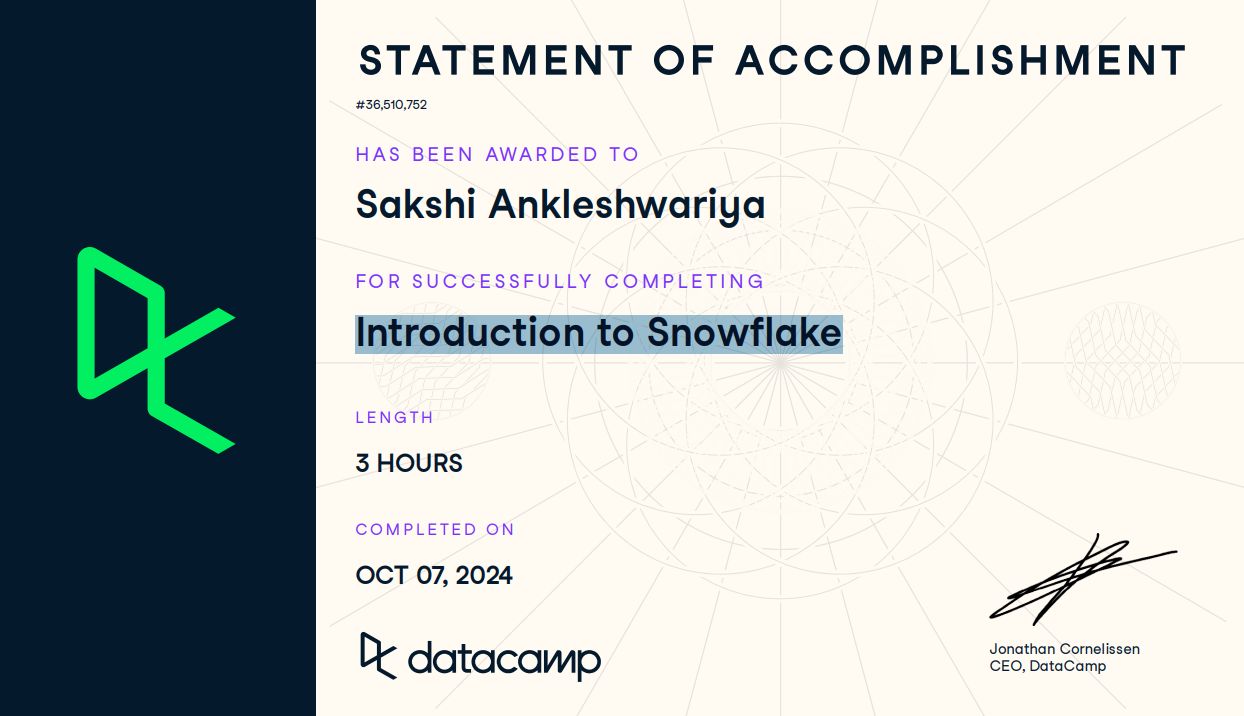 STATEMENT OF ACCOMPLISHMENT
#36,510,752
HAS BEEN AWARDED TO
Sakshi Ankleshwariya
FOR SUCCESSFULLY COMPLETING
Introduction to Snowflake
LENGTH
3 HOURS
COMPLETED ON
OCT 07, 2024
datacamp
Jonathan Cornelissen
CEO, DataCamp